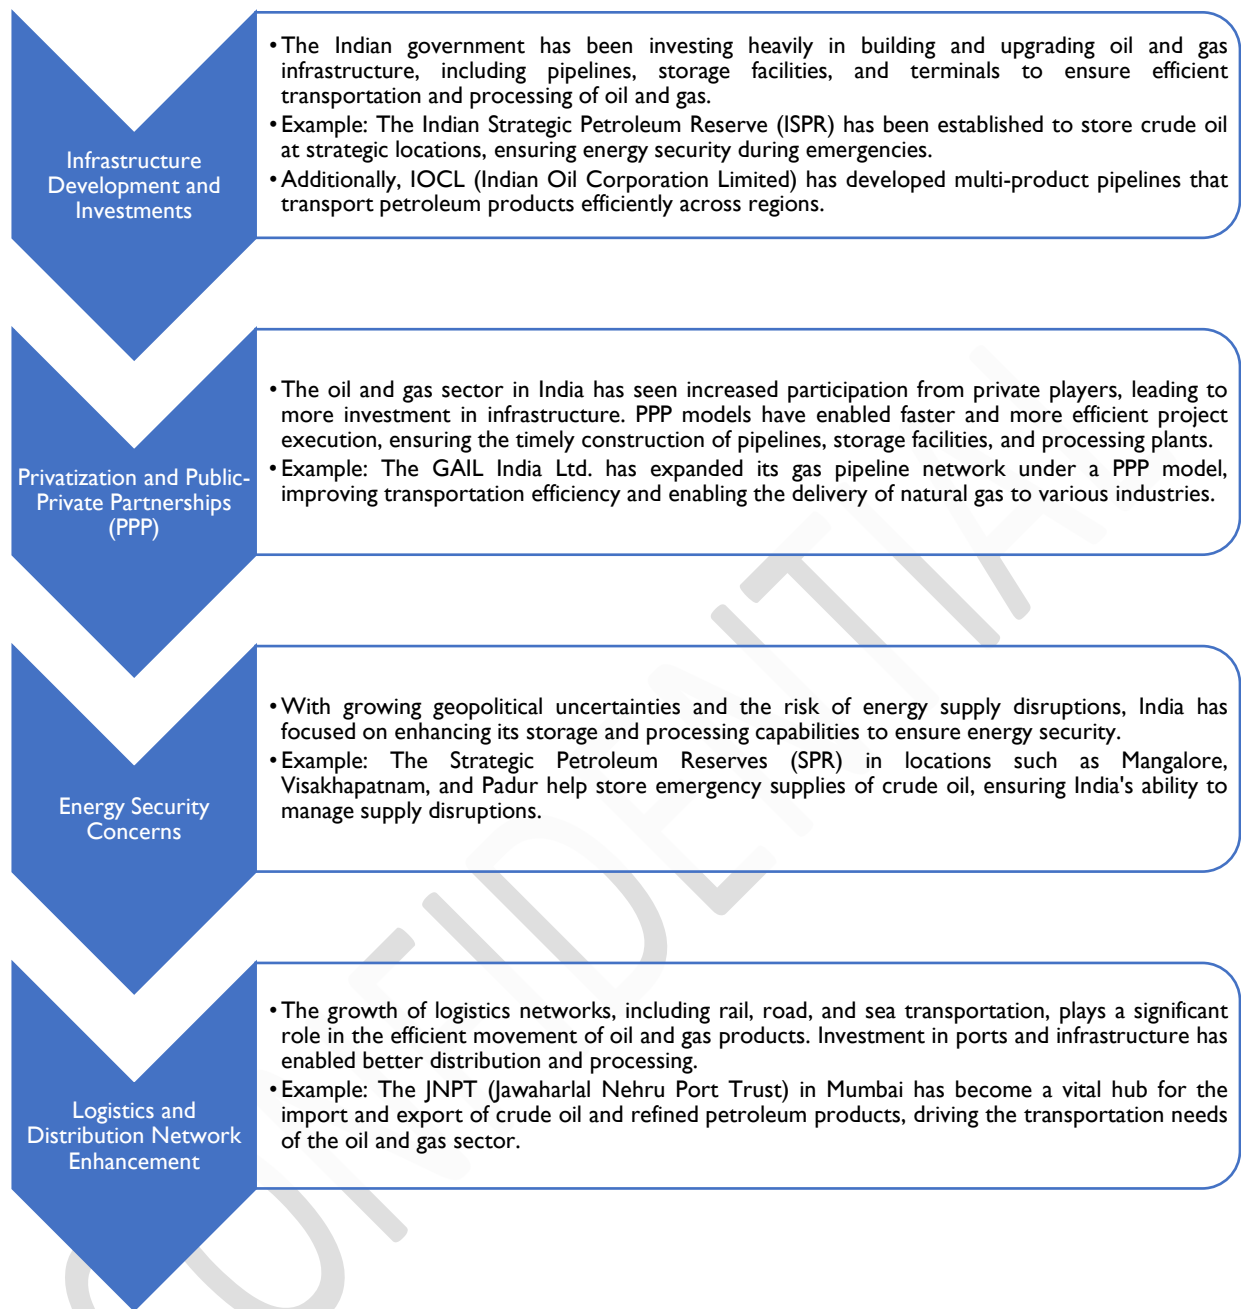 Infrastructure
Development and
Investments
• The Indian government has been investing heavily in building and upgrading oil and gas
infrastructure, including pipelines, storage facilities, and terminals to ensure efficient
transportation and processing of oil and gas.
• Example: The Indian Strategic Petroleum Reserve (ISPR) has been established to store crude oil
at strategic locations, ensuring energy security during emergencies.
• Additionally, IOCL (Indian Oil Corporation Limited) has developed multi-product pipelines that
transport petroleum products efficiently across regions.
Privatization and Public-
Private Partnerships
(PPP)
• The oil and gas sector in India has seen increased participation from private players, leading to
more investment in infrastructure. PPP models have enabled faster and more efficient project
execution, ensuring the timely construction of pipelines, storage facilities, and processing plants.
• Example: The GAIL India Ltd. has expanded its gas pipeline network under a PPP model,
improving transportation efficiency and enabling the delivery of natural gas to various industries.
Energy Security
Concerns
• With growing geopolitical uncertainties and the risk of energy supply disruptions, India has
focused on enhancing its storage and processing capabilities to ensure energy security.
• Example: The Strategic Petroleum Reserves (SPR) in locations such as Mangalore,
Visakhapatnam, and Padur help store emergency supplies of crude oil, ensuring India's ability to
manage supply disruptions.
Logistics and
Distribution Network
Enhancement
• The growth of logistics networks, including rail, road, and sea transportation, plays a significant
role in the efficient movement of oil and gas products. Investment in ports and infrastructure has
enabled better distribution and processing.
• Example: The JNPT (Jawaharlal Nehru Port Trust) in Mumbai has become a vital hub for the
import and export of crude oil and refined petroleum products, driving the transportation needs
of the oil and gas sector.
CONFIDENTIAL